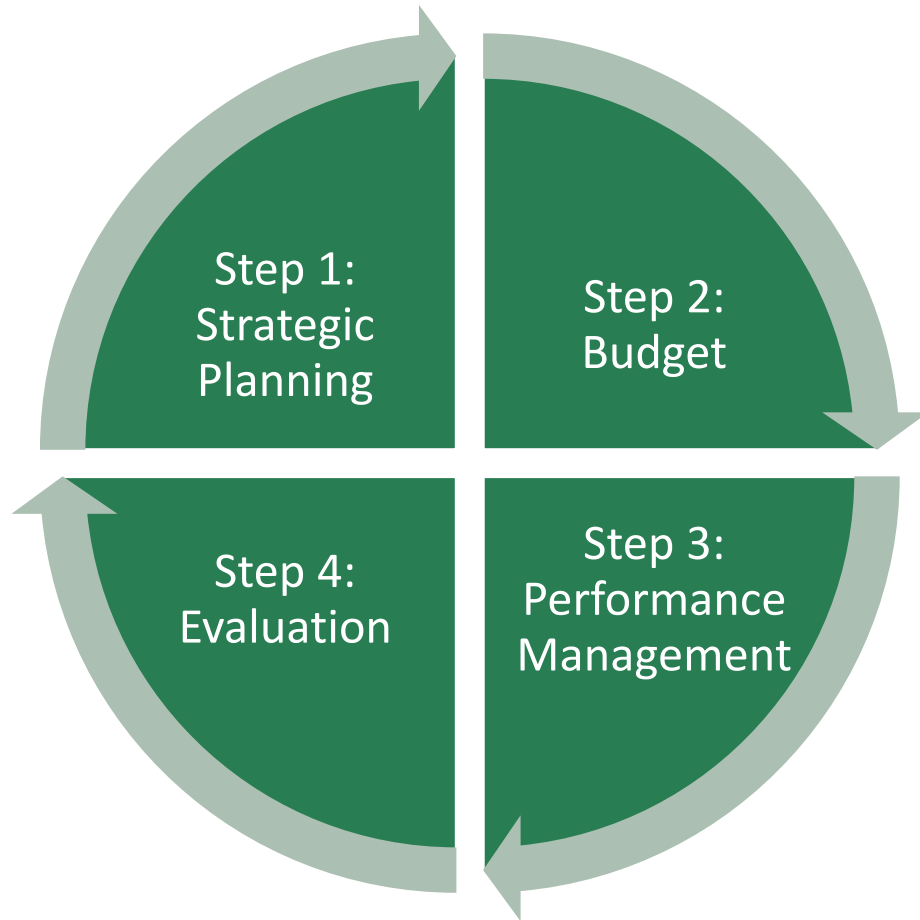 Step 1:
Strategic
Planning
Step 2:
Budget
Step 3:
Performance
Management
Step 4:
Evaluation